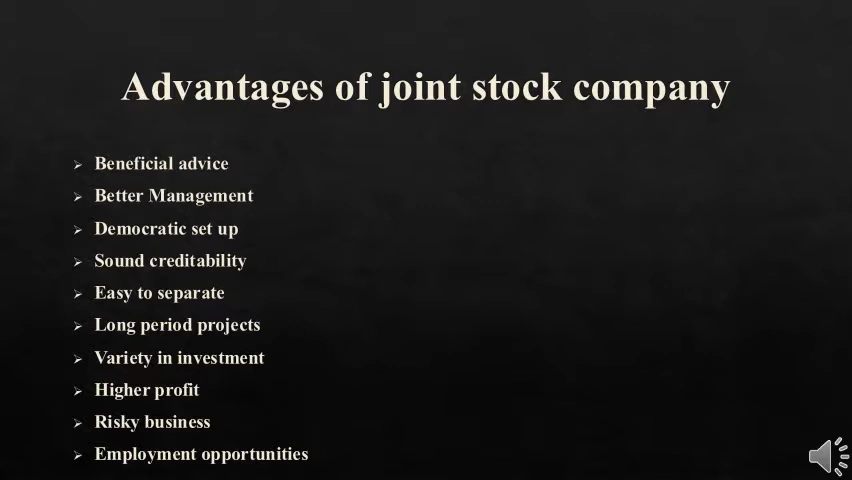 Advantages of joint stock company
Beneficial advice
Better Management
Democratic set up
Sound creditability
Easy to separate
Long period projects
Variety in investment
Higher profit
Risky business
Employment opportunities